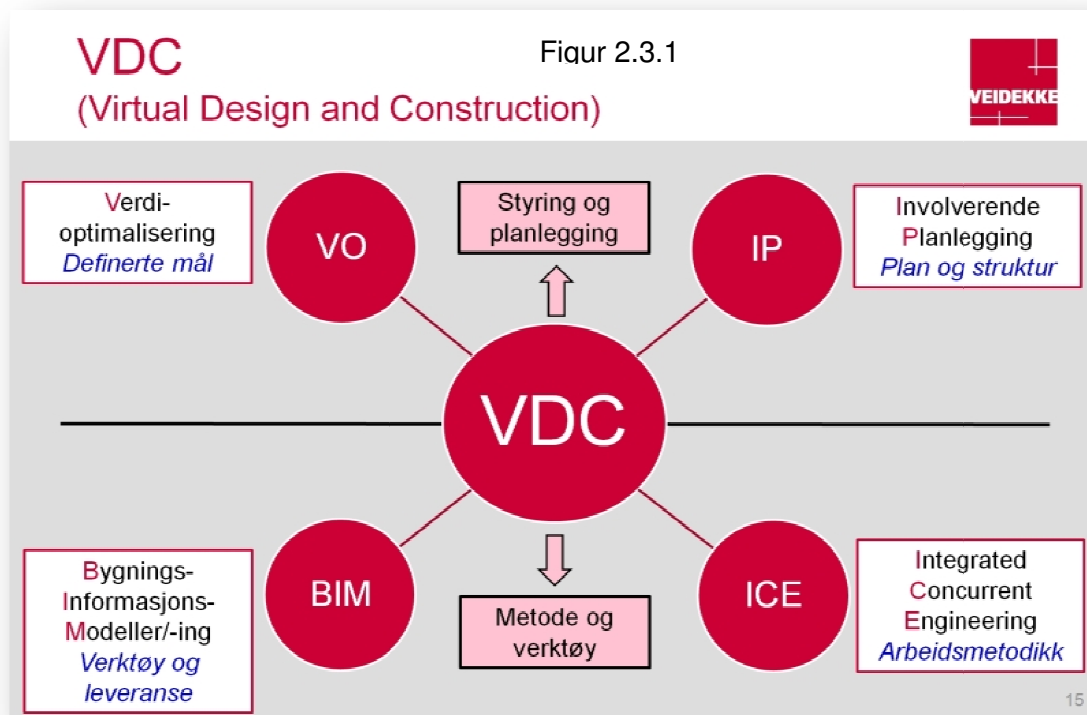 VDC
Figur 2.3.1
(Virtual Design and Construction)
VEIDEKKE
Verdi-
optimalisering
Definerte mål
VO
Styring og
planlegging
IP
Involverende
Planlegging
Plan og struktur
VDC
Bygnings-
Informasjons-
Modeller/-ing
Verktøy og
leveranse
BIM
Metode og
verktøy
ICE
Integrated
Concurrent
Engineering
Arbeidsmetodikk
15